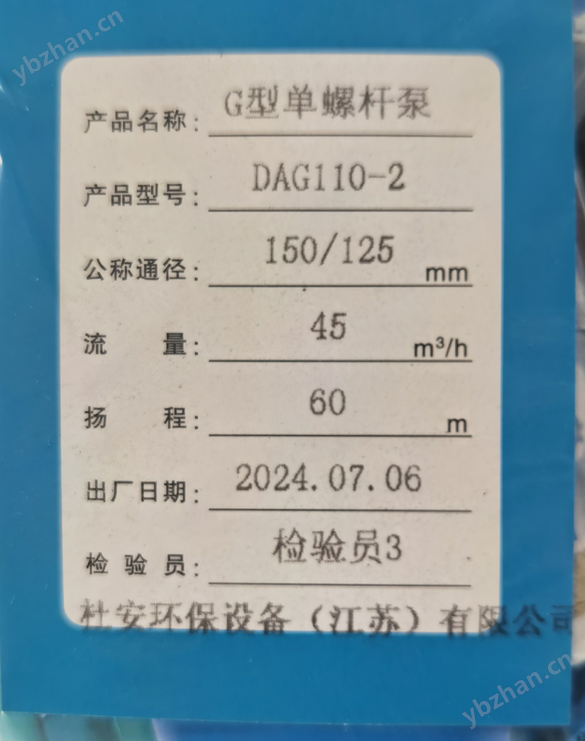 ybzhan.cn
产品名称: G型单螺杆泵
产品型号: DAG110-2
公称通径: 150/125 mm
流 量: 45 m³/h
扬 程: 60 m
出厂日期: 2024.07.06
检 验 员: 检验员3
杜安环保设备（江苏）有限公司
ybzhan.cn